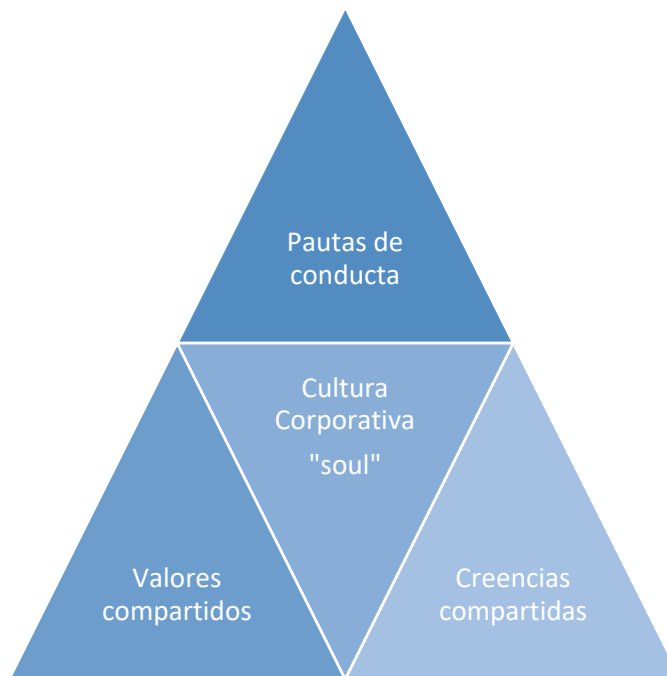 Pautas de
conducta
Cultura
Corporativa
"soul"
Valores
compartidos
Creencias
compartidas